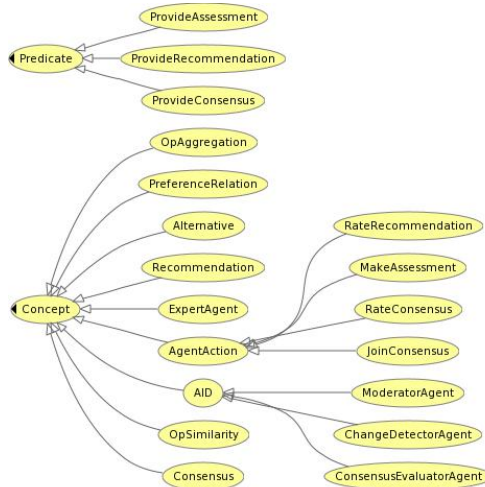 ProvideAssessment
Predicate
ProvideRecommendation
ProvideConsensus
OpAggregation
PreferenceRelation
Alternative
RateRecommendation
Recommendation
MakeAssessment
Concept
ExpertAgent
RateConsensus
AgentAction
JoinConsensus
AID
ModeratorAgent
OpSimilarity
ChangeDetectorAgent
Consensus
ConsensusEvaluatorAgent